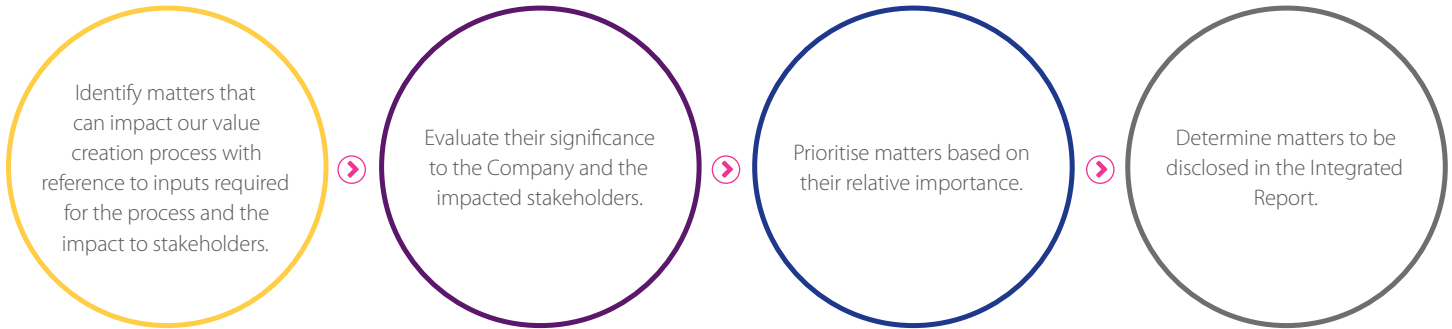 Identify matters that
can impact our value
creation process with
reference to inputs required
for the process and the
impact to stakeholders.
Evaluate their significance
to the Company and the
impacted stakeholders.
Prioritise matters based on
their relative importance.
Determine matters to be
disclosed in the Integrated
Report.